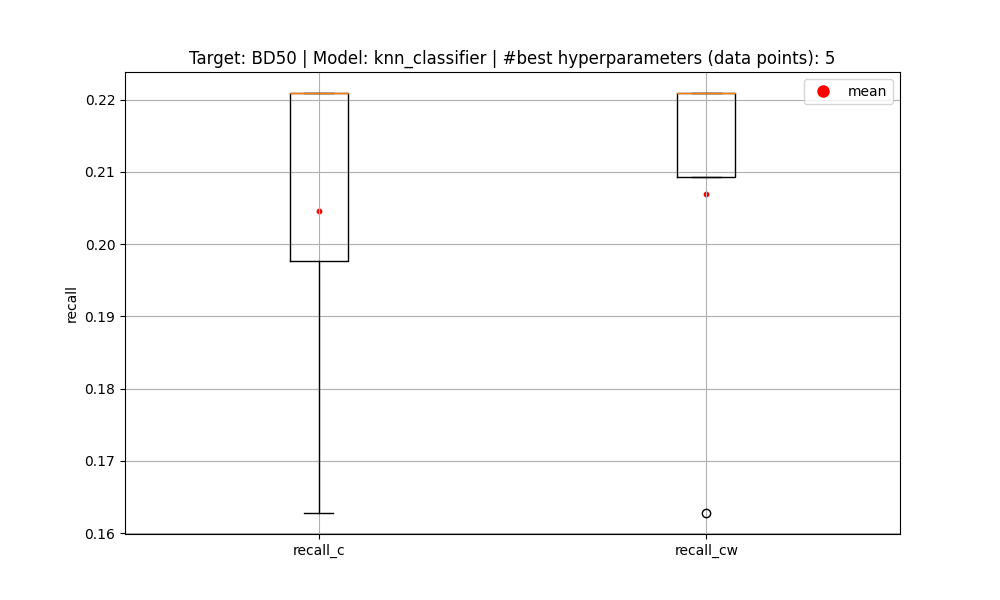 Target: BD50 | Model: knn_classifier | #best hyperparameters (data points): 5
mean
recall
0.22
0.21
0.20
0.19
0.18
0.17
0.16
recall_c
recall_cw